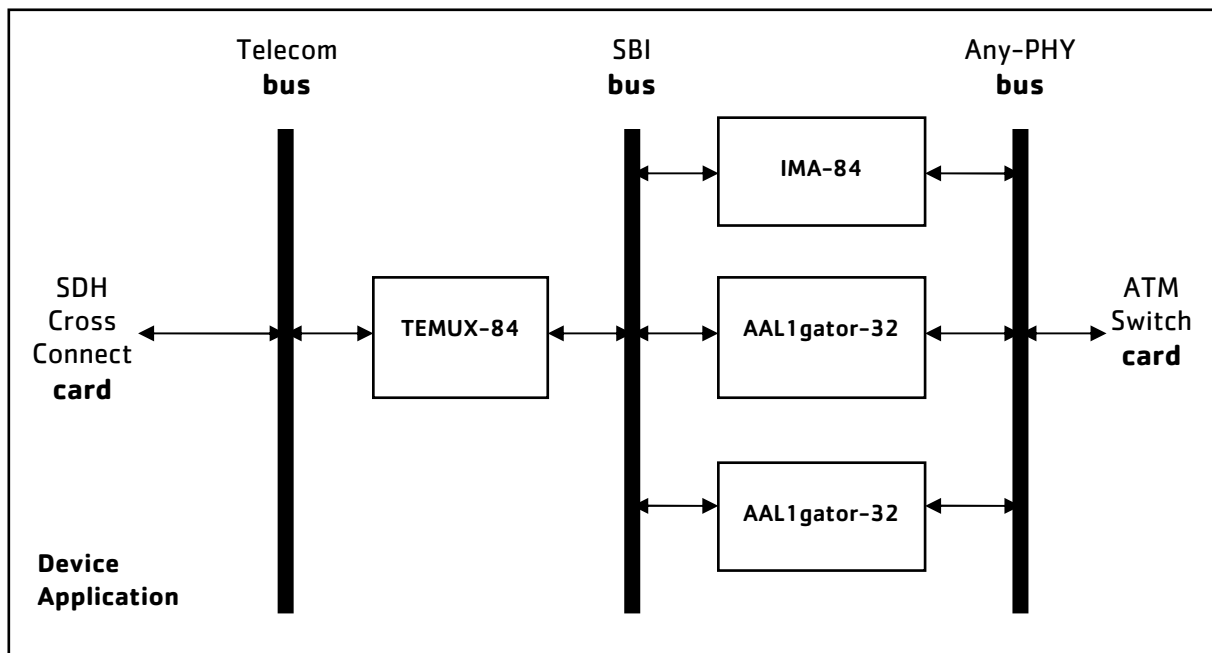 Telecom
bus
SBI
bus
Any-PHY
bus
IMA-84
SDH
Cross
Connect
card
TEMUX-84
AAL1gator-32
ATM
Switch
card
AAL1gator-32
Device
Application